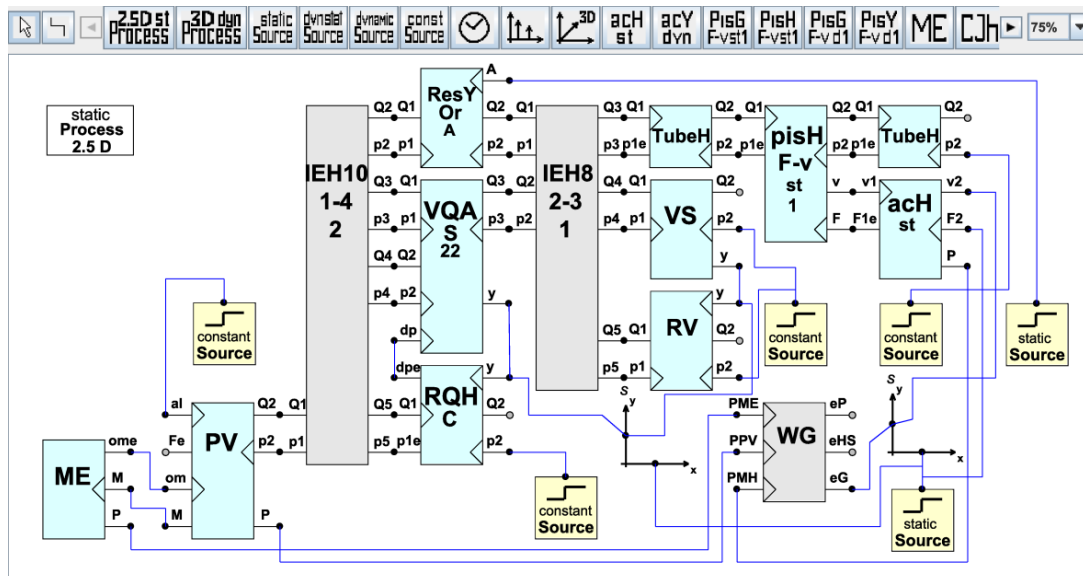 2.5D st 3D dyn static dynstat dynamic const 3D acH acY PisG PisH PisG PisY ME CJh 75%
Process Process Source Source Source Source st dyn F-vst1 F-vst1 F-v d1 F-v d1
static
Process
2.5 D
A
ResY
Or
A
Q2 Q1 Q2 Q1
p2 p1 p2 p1
IEH10
1-4
2
Q3 Q1 Q3 Q2
p3 p1 p3 p2
Q4 Q2
p4 p2
VQA
S
22
y
dp
dpe
y
RQH
C
Q5 Q1 Q2
p5 p1e p2
IEH8
2-3
1
Q3 Q1 Q2 Q1 Q2 Q1 Q2
p3 p1e p2 p1e p2 p1e p2
TubeH
pisH
F-v
st
1
TubeH
v v1 v2
F F1e F2
P
acH
st
Q4 Q1 Q2
p4 p1 p2
VS
y
y
RV
Q5 Q1 Q2
p5 p1 p2
constant
Source
constant
Source
constant
Source
static
Source
al
Fe
om
M
PV
Q2 Q1
p2 p1
P
ome
M
P
ME
S
y
x
constant
Source
PME
PPV
PMH
WG
eP
eHS
eG
S
y
x
static
Source